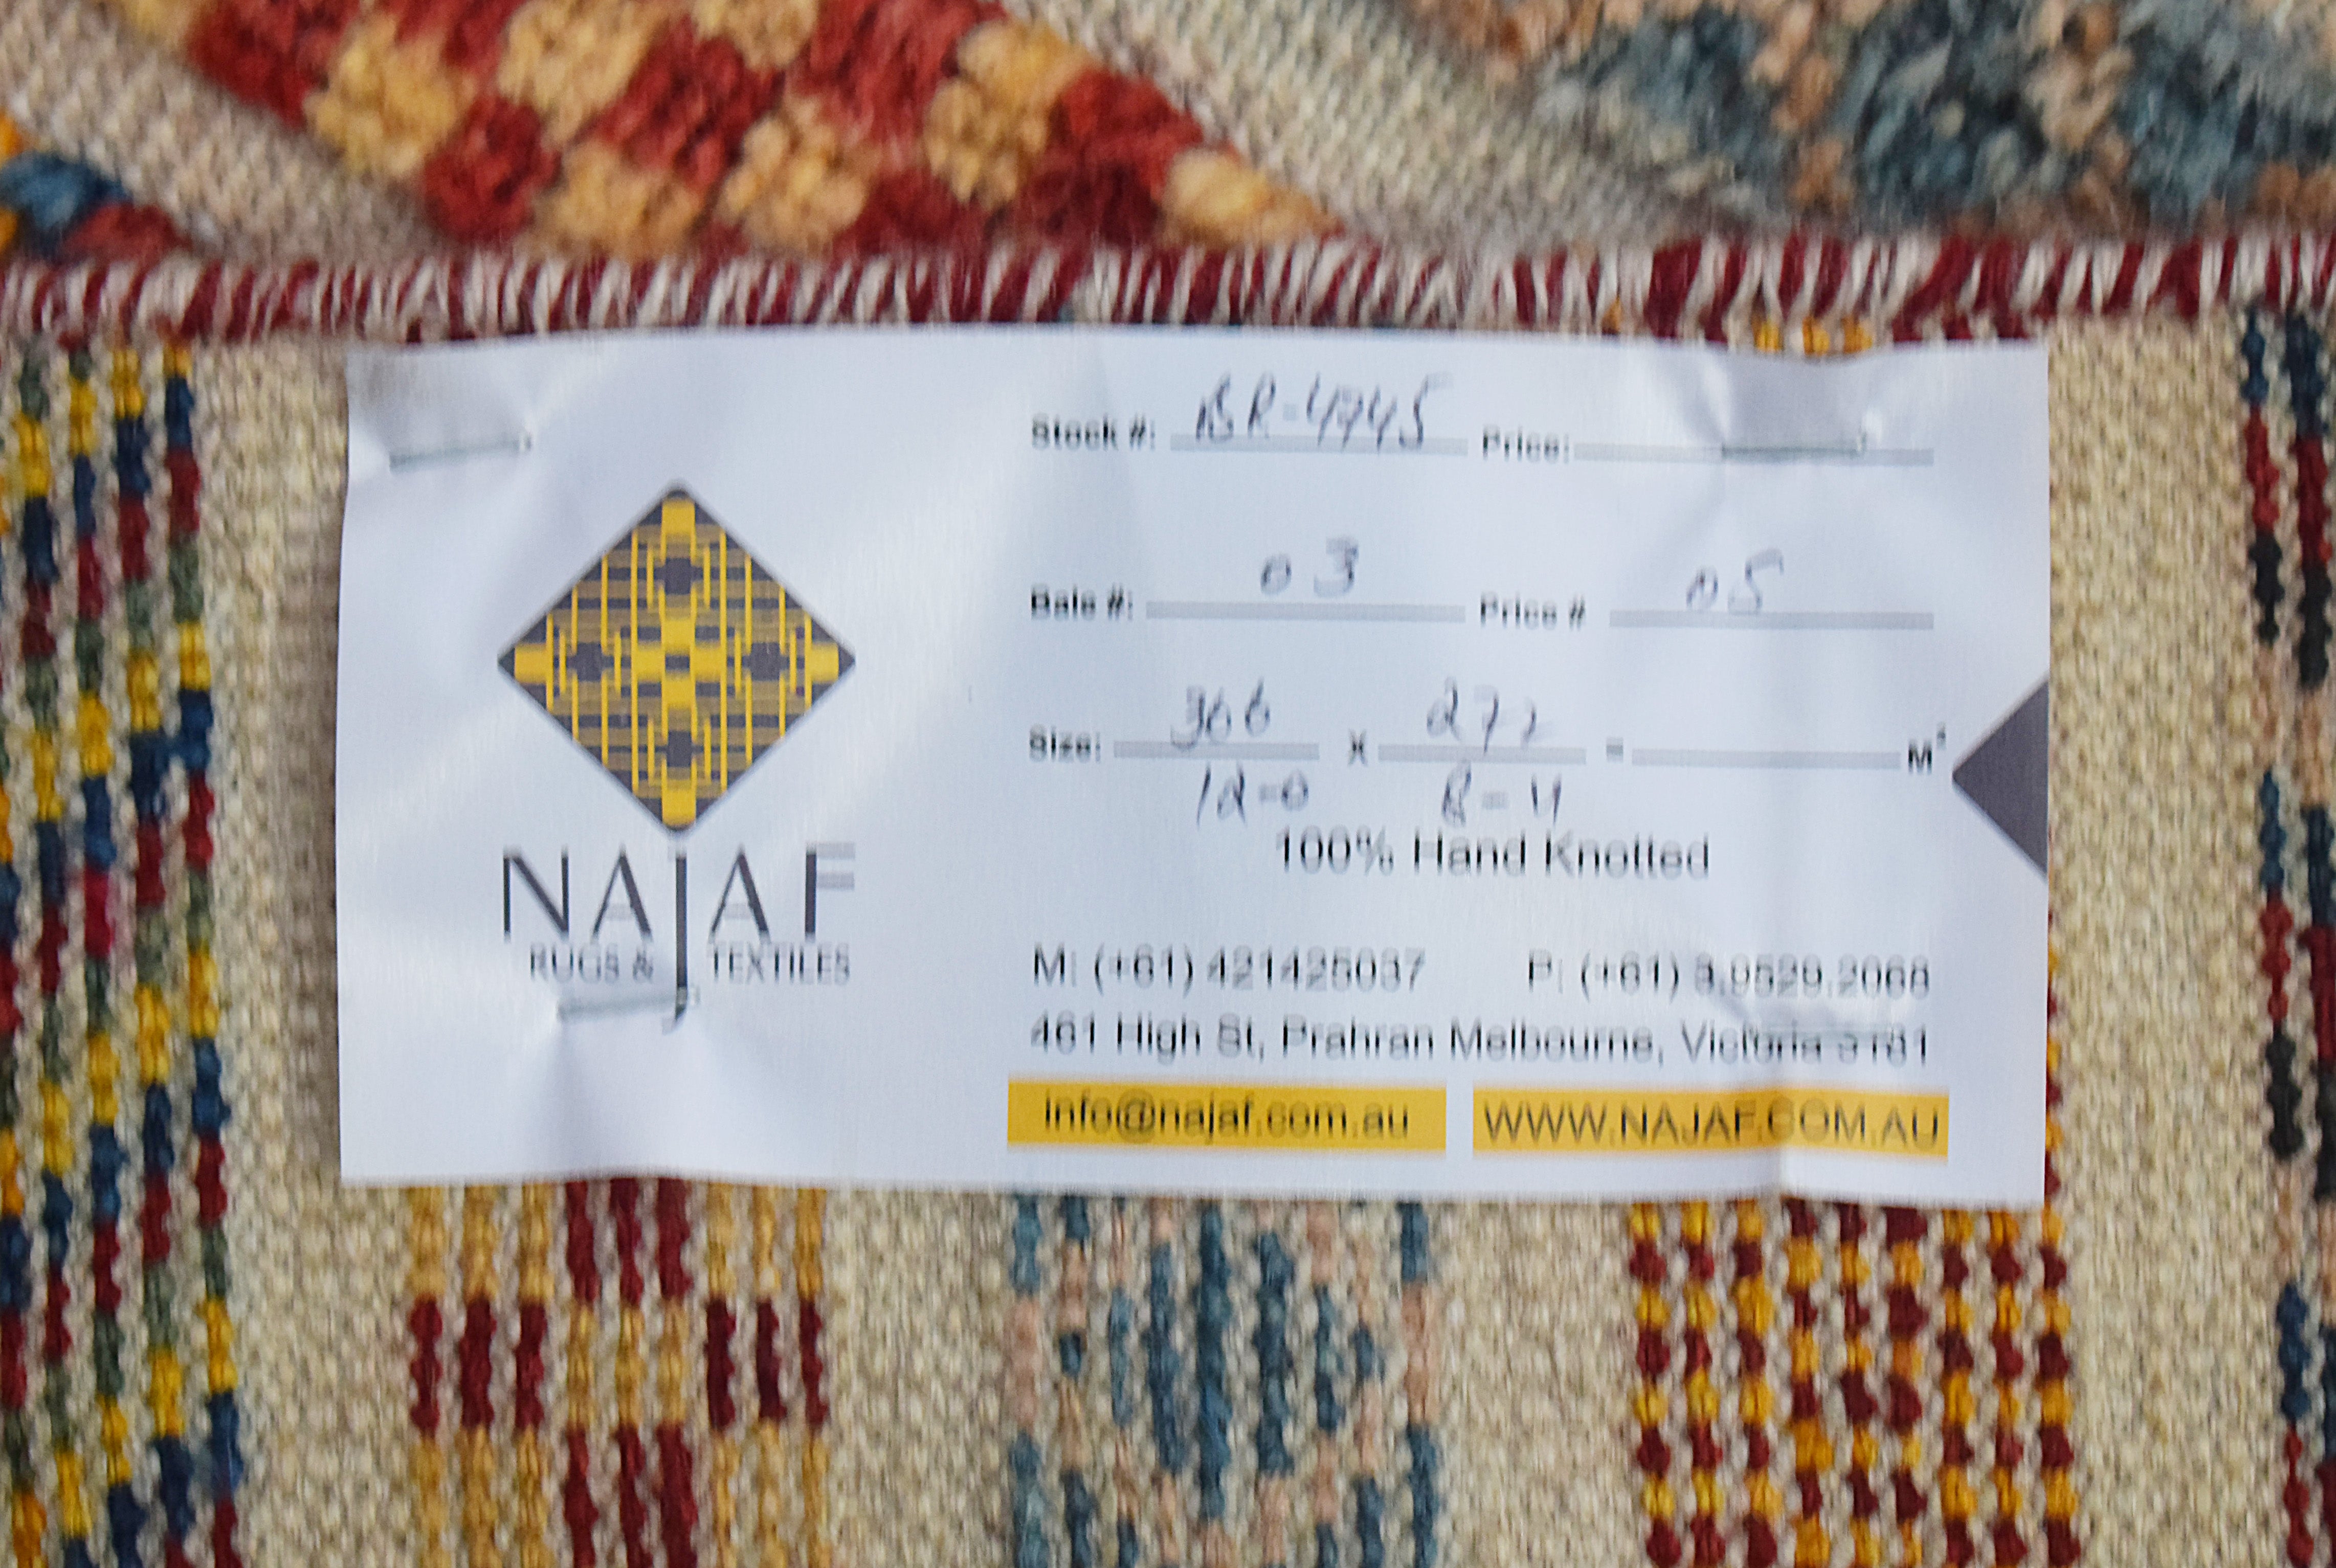 NAJAF
RUGS & TEXTILES
Stock #: BR-4745 Price:
Bale #: 03 Price # 05
Size: 366 x 272 = M²
12-0 8-4
100% Hand Knotted
M: (+61) 421425037 P: (+61) 3.9529.2068
461 High St, Prahran Melbourne, Victoria 3181
info@najaf.com.au WWW.NAJAF.COM.AU